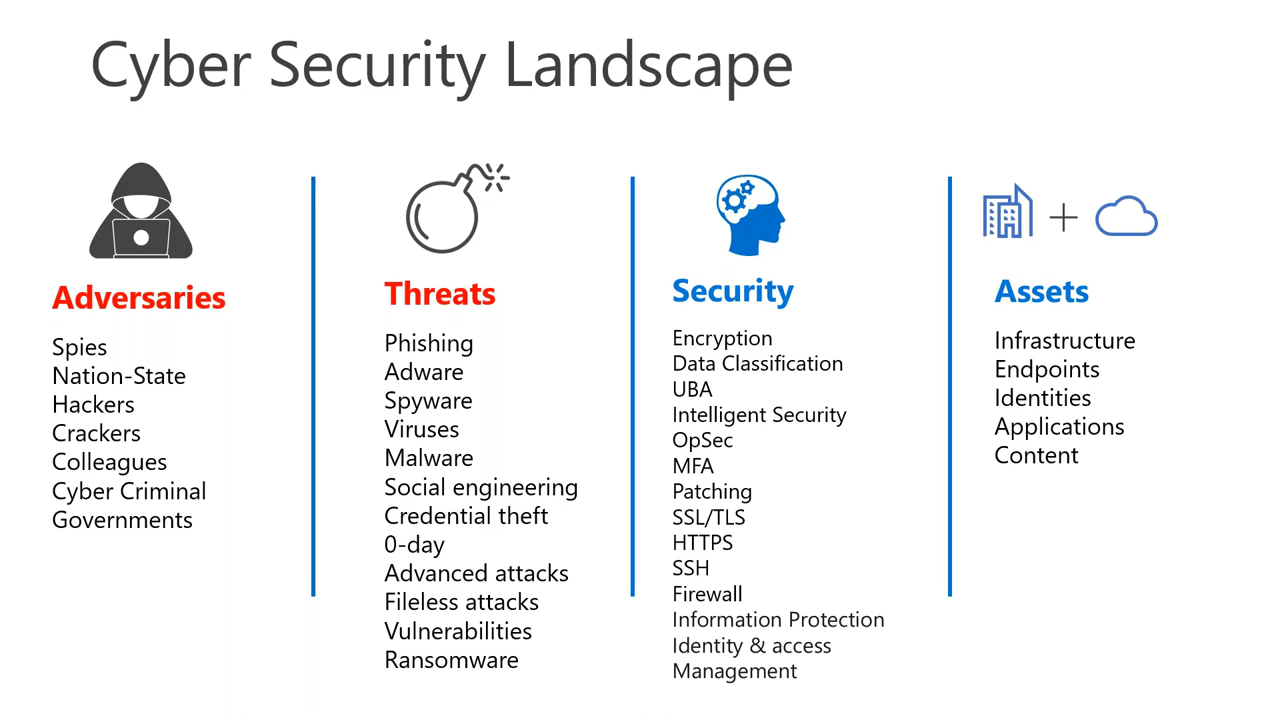 Cyber Security Landscape
Adversaries
Spies
Nation-State
Hackers
Crackers
Colleagues
Cyber Criminal
Governments
Threats
Phishing
Adware
Spyware
Viruses
Malware
Social engineering
Credential theft
0-day
Advanced attacks
Fileless attacks
Vulnerabilities
Ransomware
Security
Encryption
Data Classification
UBA
Intelligent Security
OpSec
MFA
Patching
SSL/TLS
HTTPS
SSH
Firewall
Information Protection
Identity & access
Management
Assets
Infrastructure
Endpoints
Identities
Applications
Content